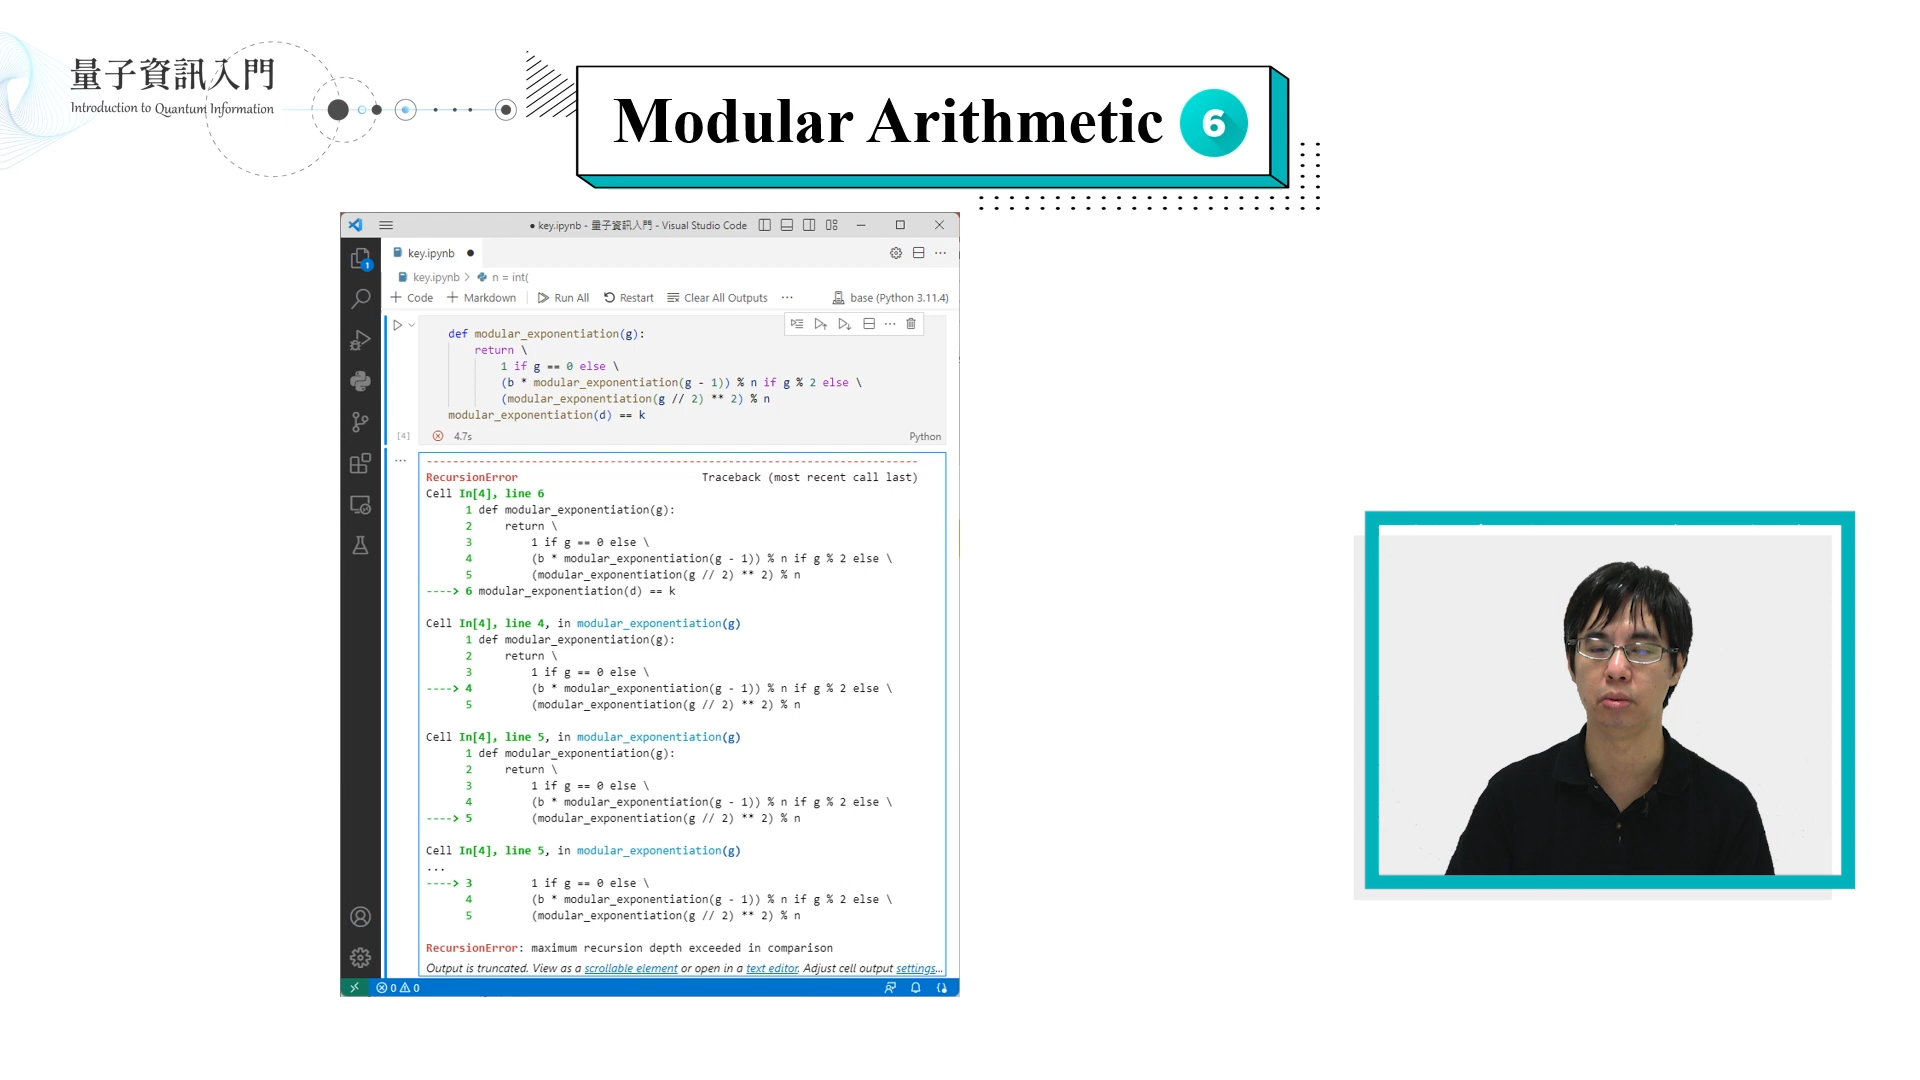 量子資訊入門
Introduction to Quantum Information
Modular Arithmetic 6
● key.ipynb - 量子資訊入門 - Visual Studio Code
key.ipynb ●
key.ipynb > n = int(
+ Code + Markdown Run All Restart Clear All Outputs ··· base (Python 3.11.4)
1
def modular_exponentiation(g):
return \
1 if g == 0 else \
(b * modular_exponentiation(g - 1)) % n if g % 2 else \
(modular_exponentiation(g // 2) ** 2) % n
modular_exponentiation(d) == k
[4] 4.7s Python
---------------------------------------------------------------------------
RecursionError Traceback (most recent call last)
Cell In[4], line 6
1 def modular_exponentiation(g):
2 return \
3 1 if g == 0 else \
4 (b * modular_exponentiation(g - 1)) % n if g % 2 else \
5 (modular_exponentiation(g // 2) ** 2) % n
----> 6 modular_exponentiation(d) == k
Cell In[4], line 4, in modular_exponentiation(g)
1 def modular_exponentiation(g):
2 return \
3 1 if g == 0 else \
----> 4 (b * modular_exponentiation(g - 1)) % n if g % 2 else \
5 (modular_exponentiation(g // 2) ** 2) % n
Cell In[4], line 5, in modular_exponentiation(g)
1 def modular_exponentiation(g):
2 return \
3 1 if g == 0 else \
4 (b * modular_exponentiation(g - 1)) % n if g % 2 else \
----> 5 (modular_exponentiation(g // 2) ** 2) % n
Cell In[4], line 5, in modular_exponentiation(g)
...
----> 3 1 if g == 0 else \
4 (b * modular_exponentiation(g - 1)) % n if g % 2 else \
5 (modular_exponentiation(g // 2) ** 2) % n
RecursionError: maximum recursion depth exceeded in comparison
Output is truncated. View as a scrollable element or open in a text editor. Adjust cell output settings...
0 0